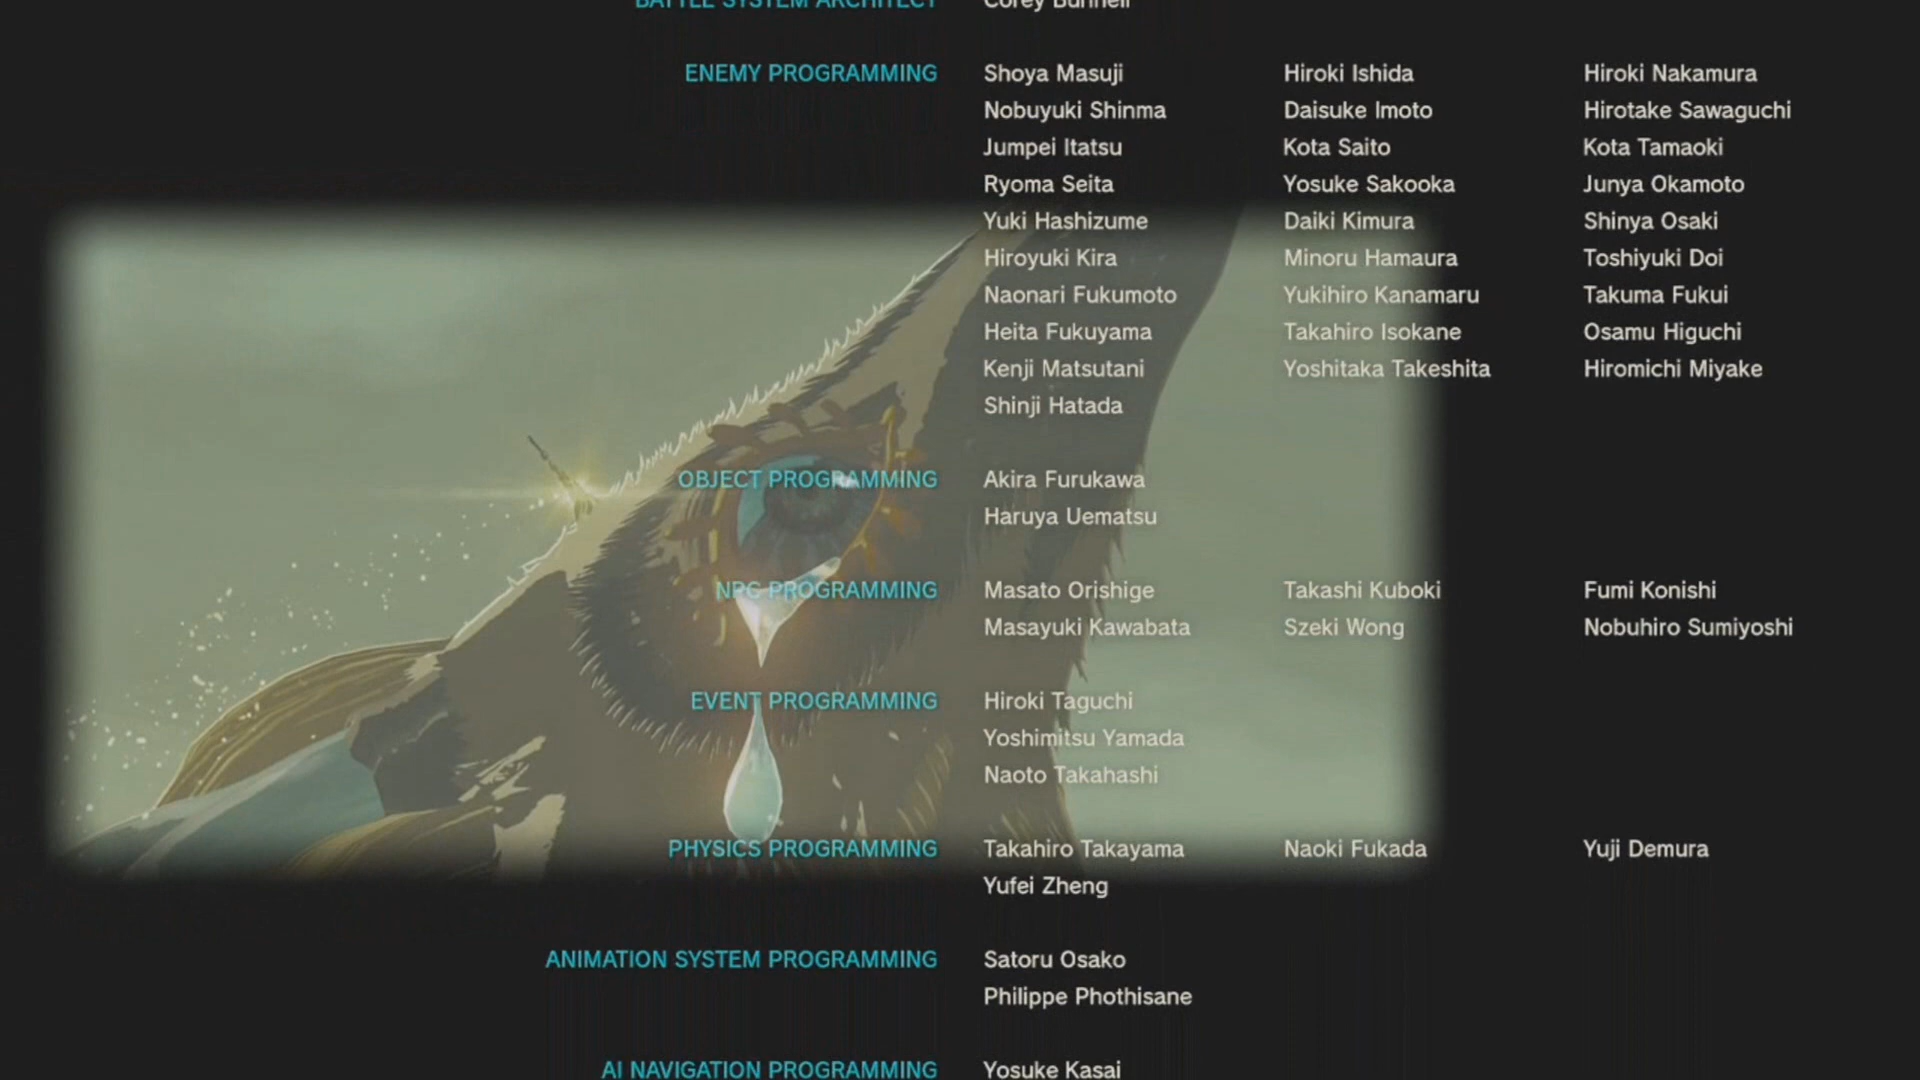 BATTLE SYSTEM ARCHITECT Corey Bunnell
ENEMY PROGRAMMING Shoya Masuji Hiroki Ishida Hiroki Nakamura
Nobuyuki Shinma Daisuke Imoto Hirotake Sawaguchi
Jumpei Itatsu Kota Saito Kota Tamaoki
Ryoma Seita Yosuke Sakooka Junya Okamoto
Yuki Hashizume Daiki Kimura Shinya Osaki
Hiroyuki Kira Minoru Hamaura Toshiyuki Doi
Naonari Fukumoto Yukihiro Kanamaru Takuma Fukui
Heita Fukuyama Takahiro Isokane Osamu Higuchi
Kenji Matsutani Yoshitaka Takeshita Hiromichi Miyake
Shinji Hatada
OBJECT PROGRAMMING Akira Furukawa
Haruya Uematsu
NPC PROGRAMMING Masato Orishige Takashi Kuboki Fumi Konishi
Masayuki Kawabata Szeki Wong Nobuhiro Sumiyoshi
EVENT PROGRAMMING Hiroki Taguchi
Yoshimitsu Yamada
Naoto Takahashi
PHYSICS PROGRAMMING Takahiro Takayama Naoki Fukada Yuji Demura
Yufei Zheng
ANIMATION SYSTEM PROGRAMMING Satoru Osako
Philippe Phothisane
AI NAVIGATION PROGRAMMING Yosuke Kasai